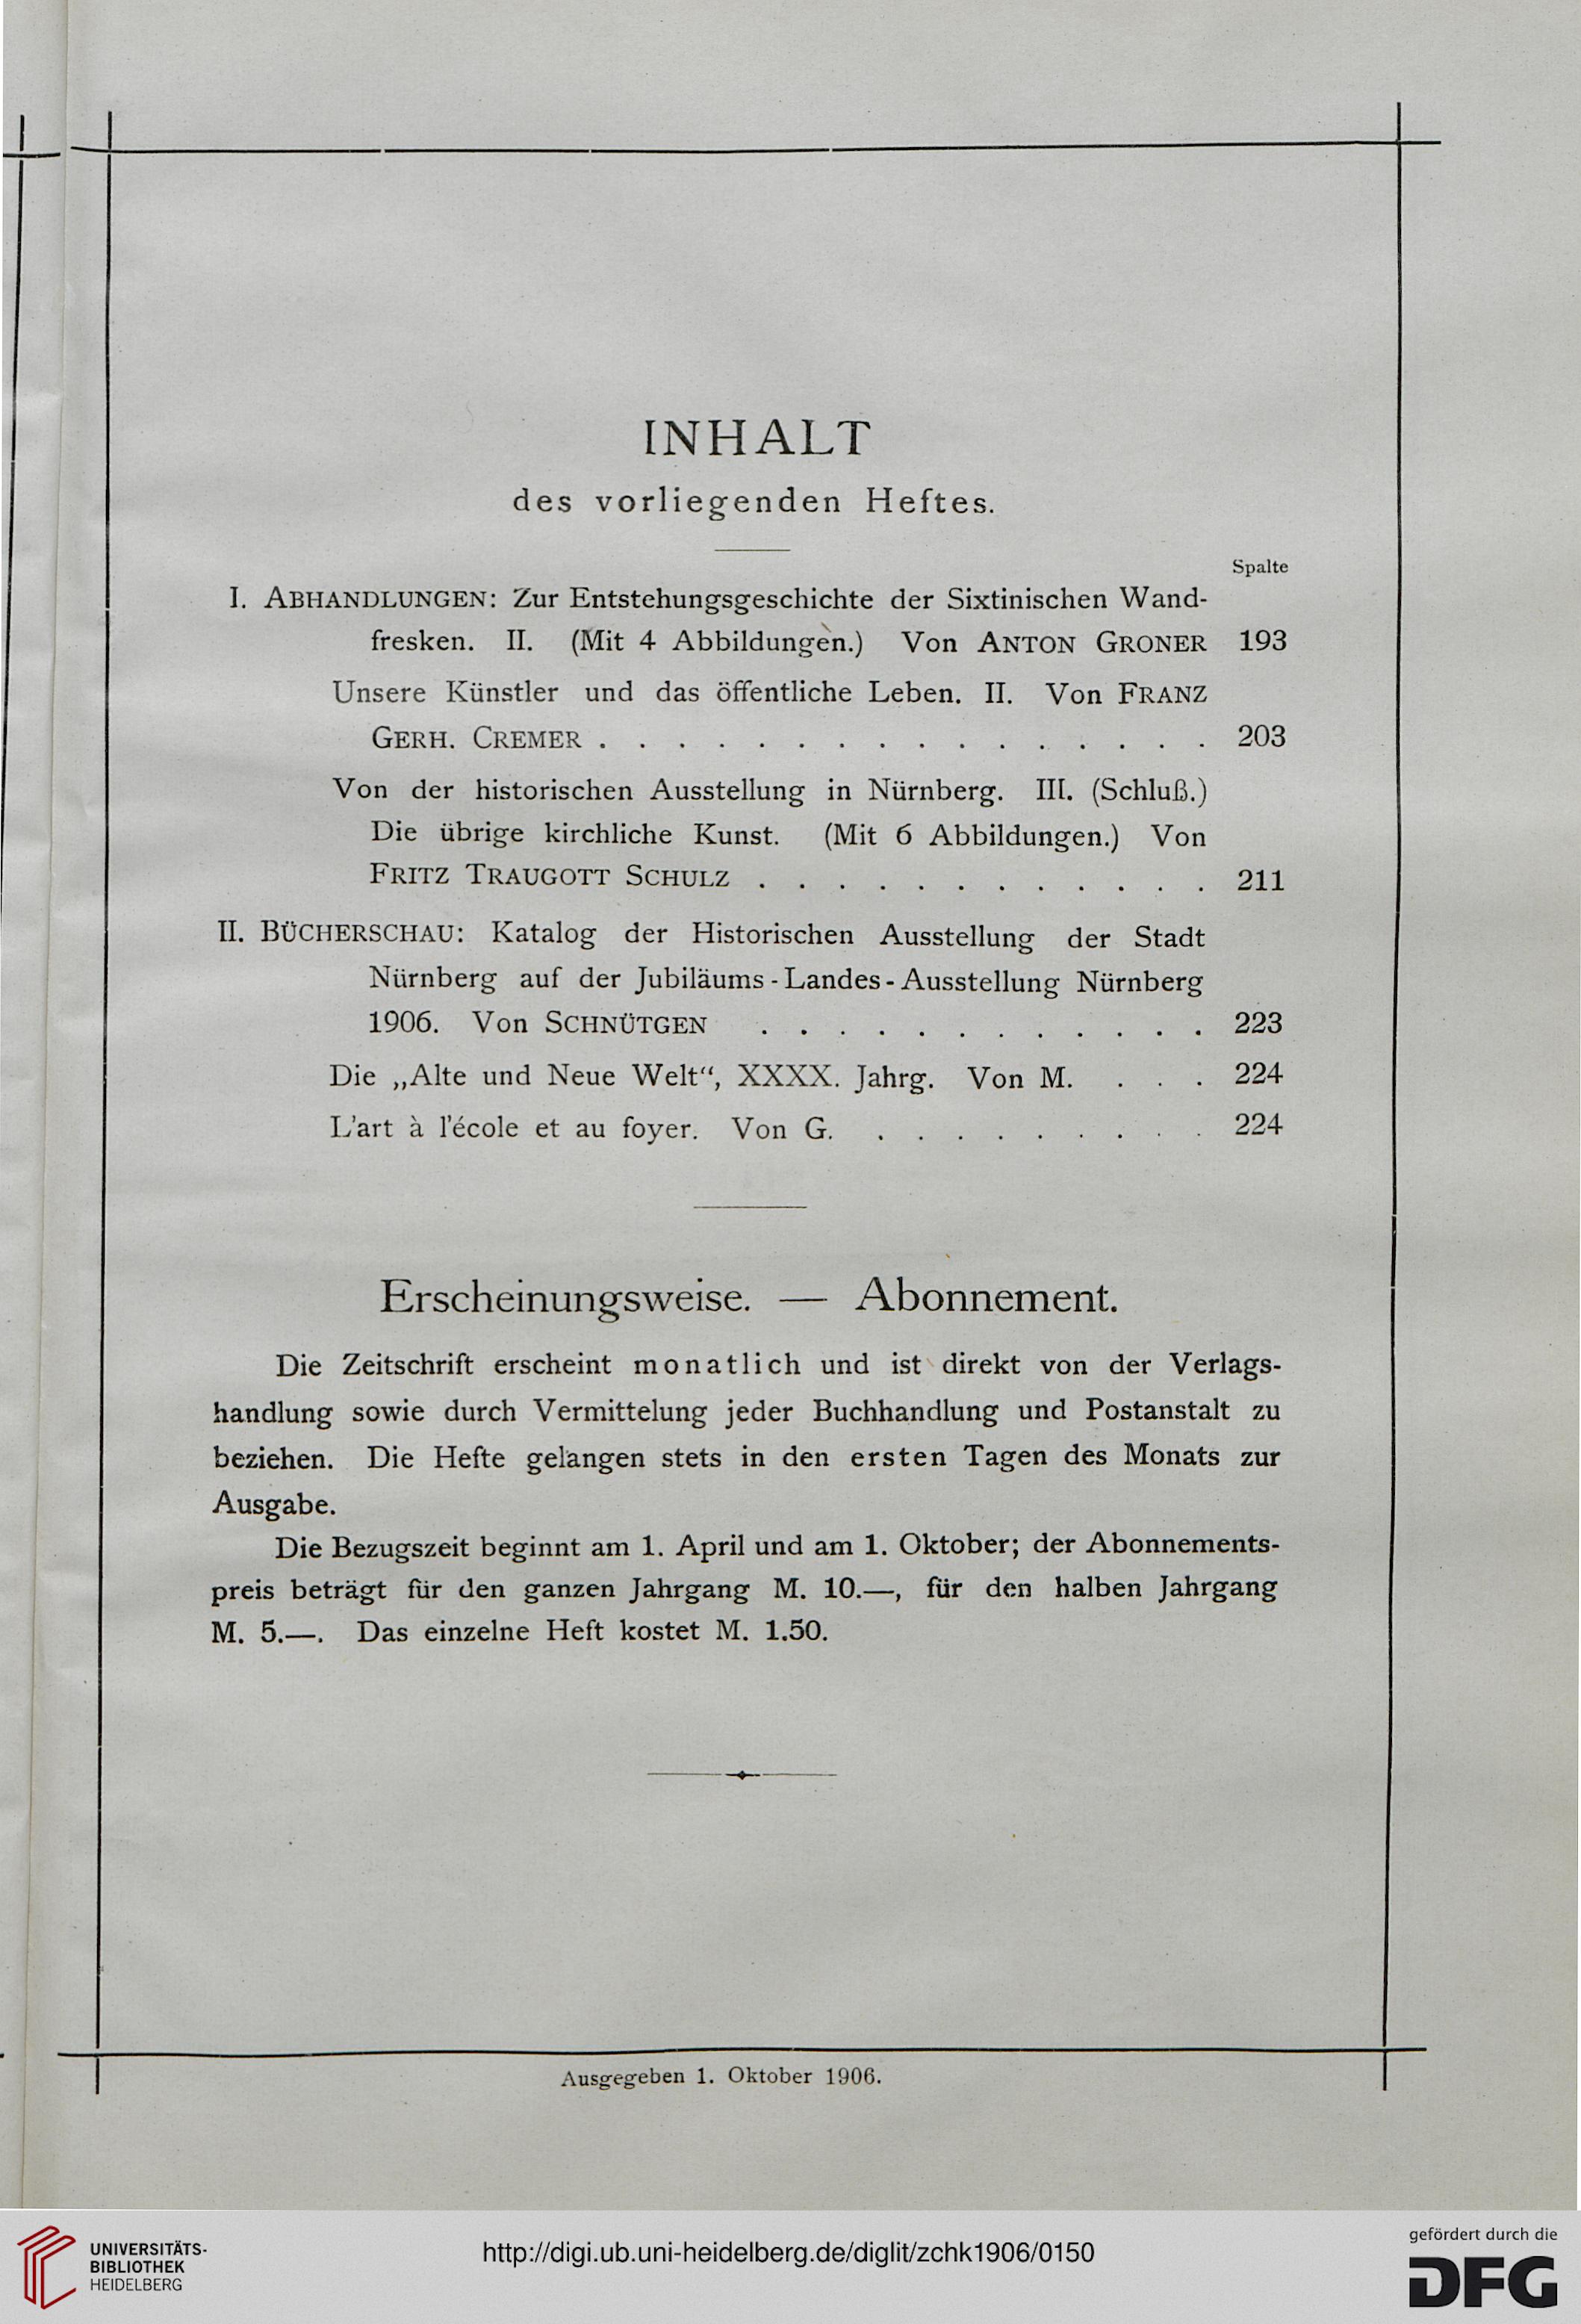 INHALT
des vorliegenden Heftes.
Spalte
I. ABHANDLUNGEN: Zur Entstehungsgeschichte der Sixtinischen Wand-
fresken. II. (Mit 4 Abbildungen.) Von ANTON GRONER 193
Unsere Künstler und das öffentliche Leben. II. Von FRANZ
GERH. CREMER . . . . . . . . . . . . . . . . 203
Von der historischen Ausstellung in Nürnberg. III. (Schluß.)
Die übrige kirchliche Kunst. (Mit 6 Abbildungen.) Von
FRITZ TRAUGOTT SCHULZ . . . . . . . . . . . . 211
II. BÜCHERSCHAU: Katalog der Historischen Ausstellung der Stadt
Nürnberg auf der Jubiläums-Landes-Ausstellung Nürnberg
1906. Von SCHNÜTGEN . . . . . . . . . . . . 223
Die „Alte und Neue Welt“, XXXX. Jahrg. Von M. . . . 224
L'art à l'école et au foyer. Von G. . . . . . . . . . 224
Erscheinungsweise. — Abonnement.
Die Zeitschrift erscheint monatlich und ist direkt von der Verlags-
handlung sowie durch Vermittelung jeder Buchhandlung und Postanstalt zu
beziehen. Die Hefte gelangen stets in den ersten Tagen des Monats zur
Ausgabe.
Die Bezugszeit beginnt am 1. April und am 1. Oktober; der Abonnements-
preis beträgt für den ganzen Jahrgang M. 10.—, für den halben Jahrgang
M. 5.—. Das einzelne Heft kostet M. 1.50.
Ausgegeben 1. Oktober 1906.
UNIVERSITÄTS-
BIBLIOTHEK
HEIDELBERG
http://digi.ub.uni-heidelberg.de/diglit/zchk1906/0150
gefördert durch die
DFG